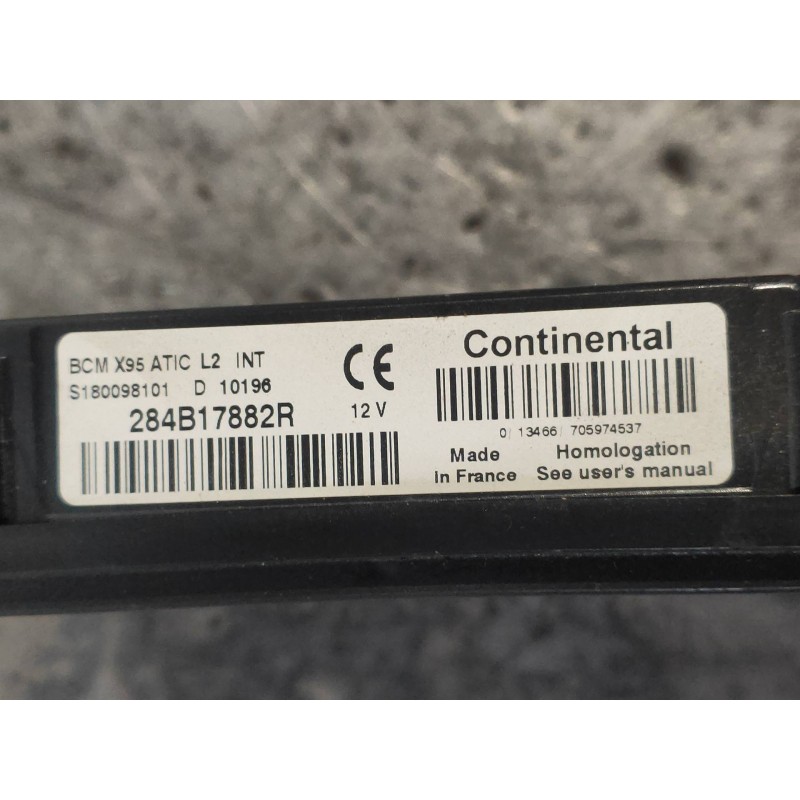 BCM X95 ATIC L2 INT
S180098101 D 10196
284B17882R
CE
12 V
Continental
0/ 13466/ 705974537
Made
in France
Homologation
See user's manual